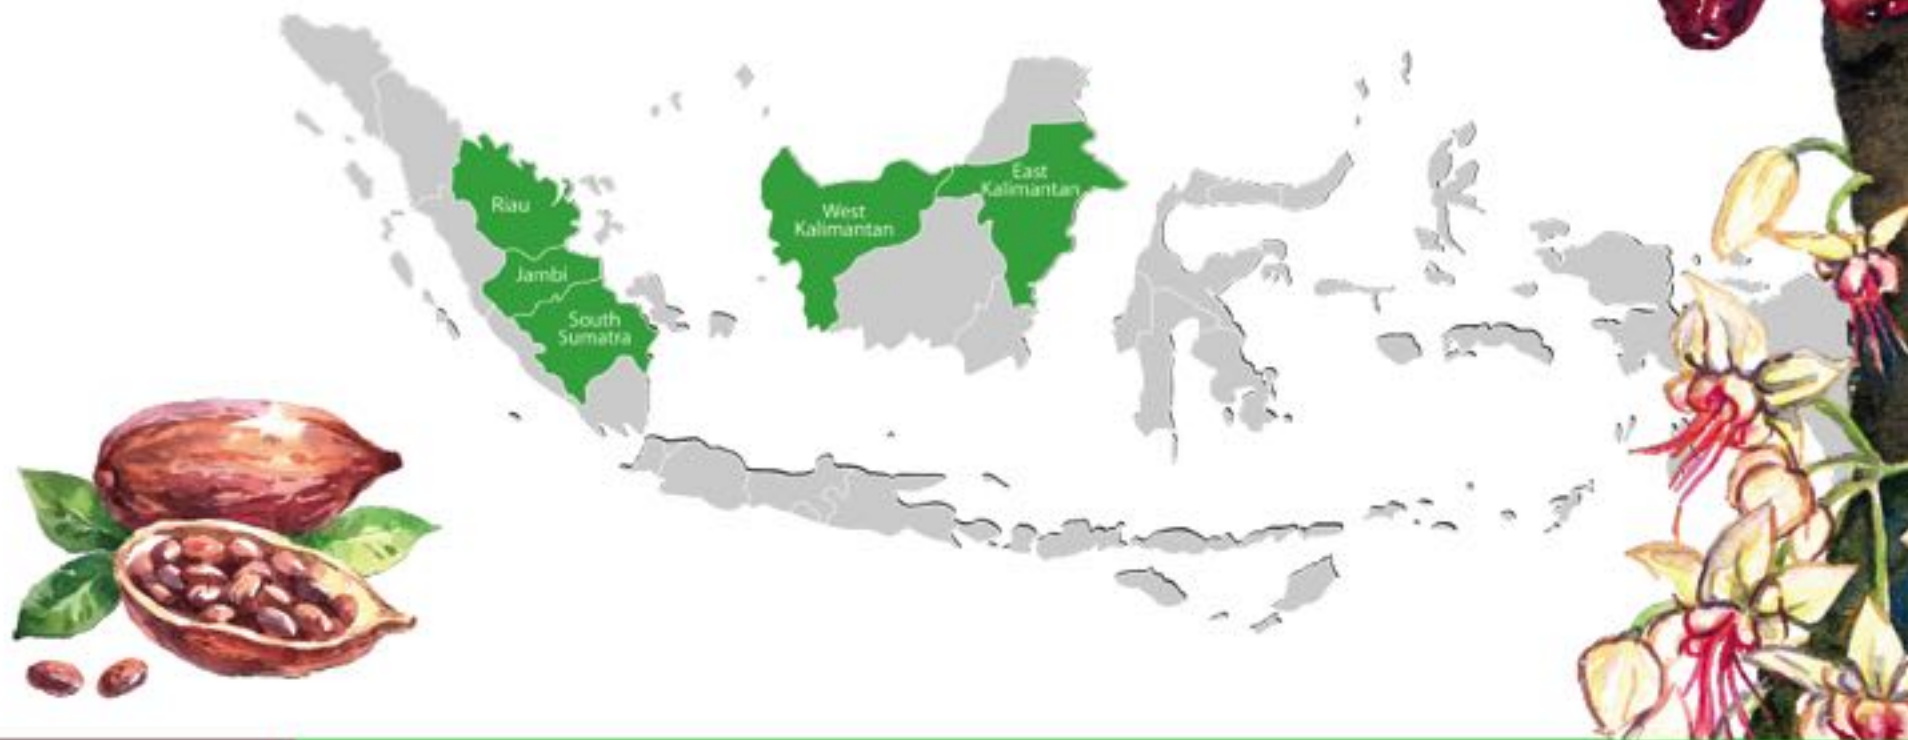 Riau
Jambi
South
Sumatra
West
Kalimantan
East
Kalimantan